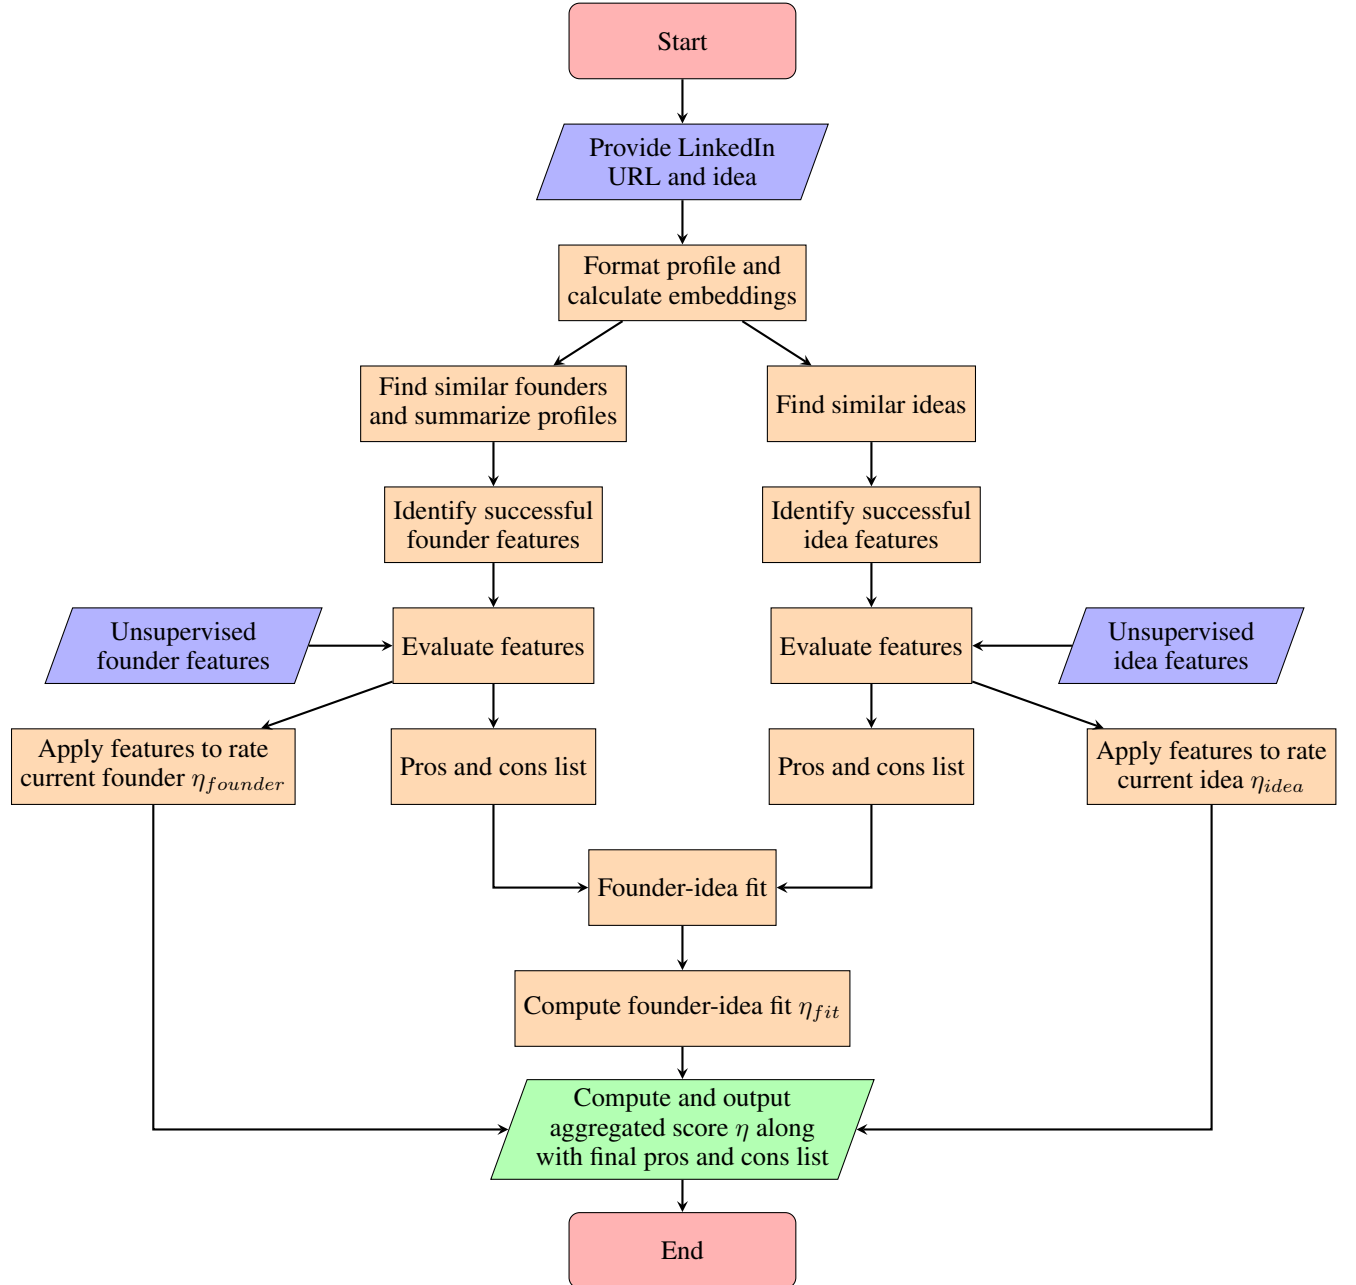 Start
Provide LinkedIn
URL and idea
Format profile and
calculate embeddings
Find similar founders
and summarize profiles
Find similar ideas
Identify successful
founder features
Identify successful
idea features
Unsupervised
founder features
Evaluate features
Evaluate features
Unsupervised
idea features
Apply features to rate
current founder η_founder
Pros and cons list
Pros and cons list
Apply features to rate
current idea η_idea
Founder-idea fit
Compute founder-idea fit η_fit
Compute and output
aggregated score η along
with final pros and cons list
End